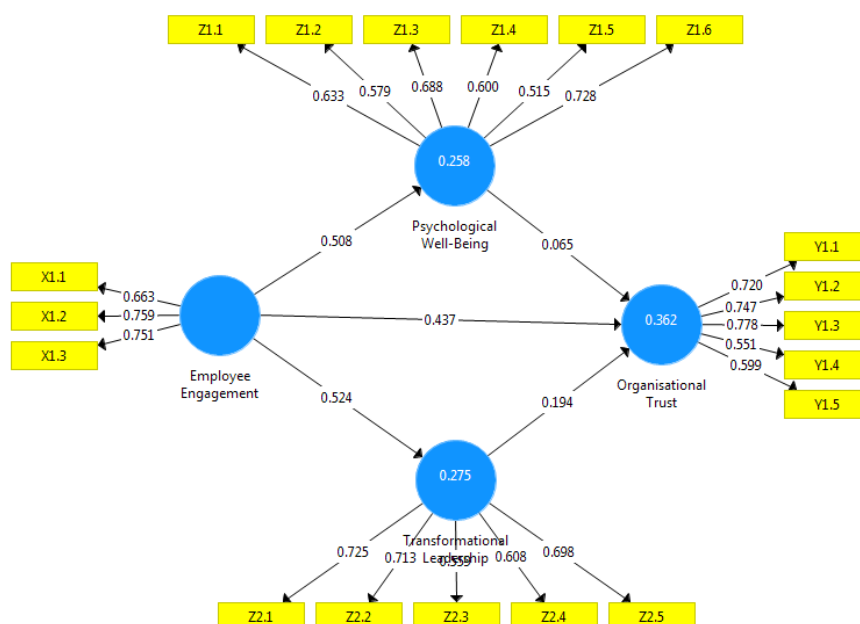 Z1.1 Z1.2 Z1.3 Z1.4 Z1.5 Z1.6
0.633 0.579 0.688 0.600 0.515 0.728
0.258
Psychological
Well-Being
0.508
0.065
X1.1
X1.2
X1.3
0.663
0.759
0.751
Employee
Engagement
0.437
0.362
Organisational
Trust
Y1.1
Y1.2
Y1.3
Y1.4
Y1.5
0.720
0.747
0.778
0.551
0.599
0.524
0.194
0.275
Transformational
Leadership
0.725 0.713 0.559 0.608 0.698
Z2.1 Z2.2 Z2.3 Z2.4 Z2.5